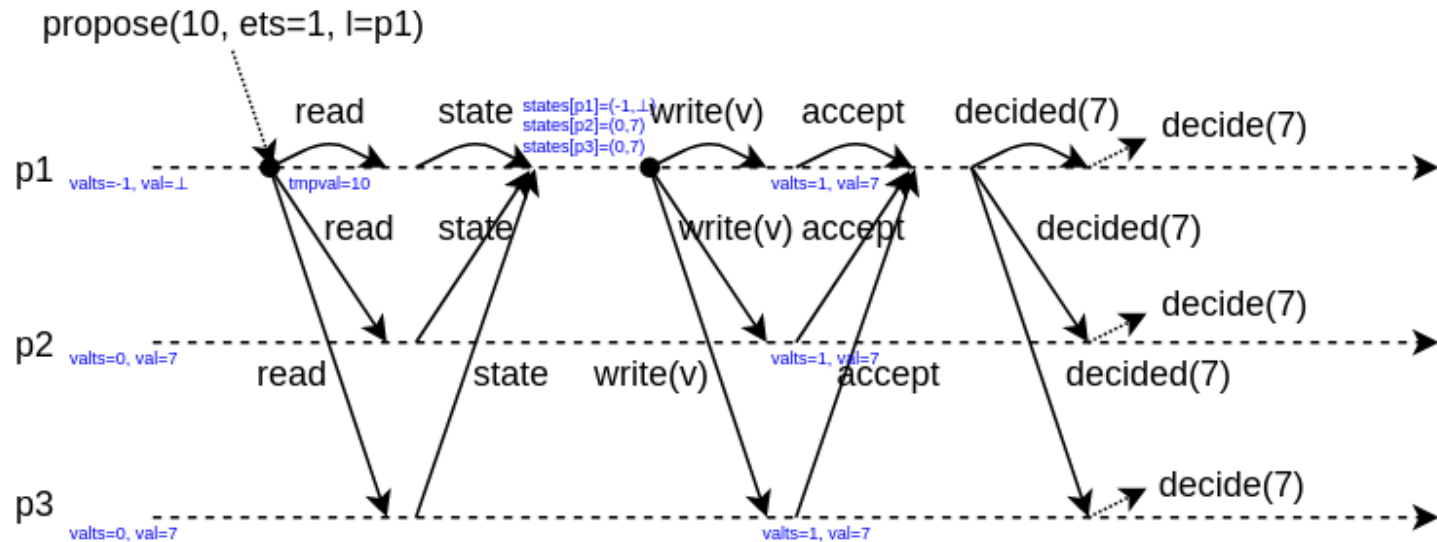 propose(10, ets=1, l=p1)
read
state
states[p1]=(-1,⊥)
states[p2]=(0,7)
states[p3]=(0,7)
write(v)
accept
decided(7)
decide(7)
p1
valts=-1, val=⊥
tmpval=10
valts=1, val=7
read
state
write(v)
accept
decided(7)
decide(7)
p2
valts=0, val=7
valts=1, val=7
read
state
write(v)
accept
decided(7)
decide(7)
p3
valts=0, val=7
valts=1, val=7